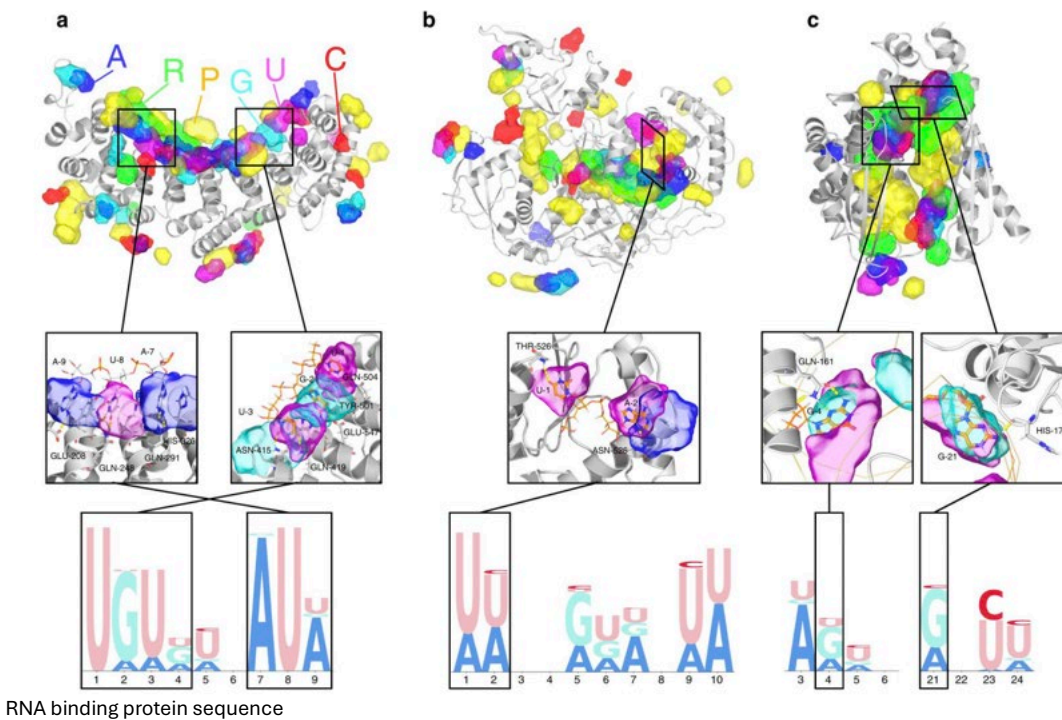 a
b
c
A
R
P
G
U
C
A-9
U-8
A-7
GLU-208
GLN-291
U-3
G-2
GLN-504
TYR-501
GLU-547
ASN-415
GLN-419
THR-526
U-1
A-2
GLN-161
G-4
G-21
HIS-17
U G U U G A U A A U U A U A
1 2 3 4 5 6 7 8 9
U A U A G A U G A U G A U A U A
1 2 3 4 5 6 7 8 9 10
U A U G A U
3 4 5 6
G A C U U A
21 22 23 24
RNA binding protein sequence